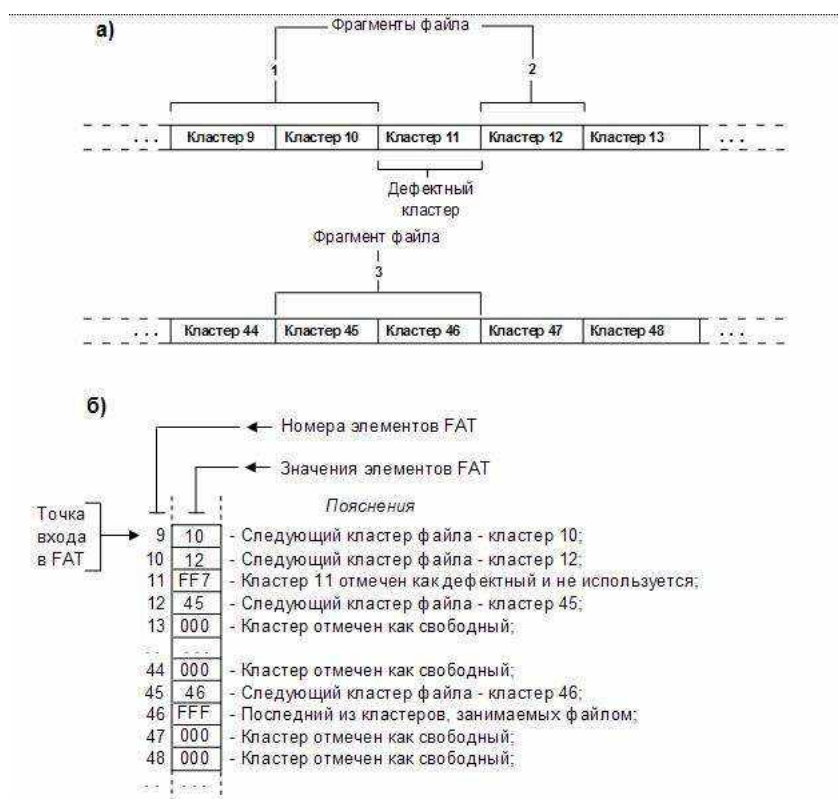 а)
Фрагменты файла
1 2
... Кластер 9 Кластер 10 Кластер 11 Кластер 12 Кластер 13 ...
Дефектный
кластер
Фрагмент файла
3
... Кластер 44 Кластер 45 Кластер 46 Кластер 47 Кластер 48 ...
б)
Номера элементов FAT
Значения элементов FAT
Пояснения
Точка
входа
в FAT
9 10 - Следующий кластер файла - кластер 10;
10 12 - Следующий кластер файла - кластер 12;
11 FF7 - Кластер 11 отмечен как дефектный и не используется;
12 45 - Следующий кластер файла - кластер 45;
13 000 - Кластер отмечен как свободный;
.. ...
44 000 - Кластер отмечен как свободный;
45 46 - Следующий кластер файла - кластер 46;
46 FFF - Последний из кластеров, занимаемых файлом;
47 000 - Кластер отмечен как свободный;
48 000 - Кластер отмечен как свободный;
.. ...